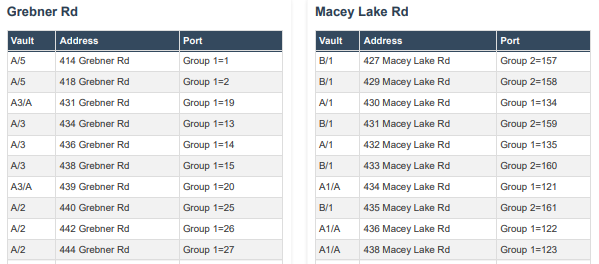 Grebner Rd
Vault Address Port
A/5 414 Grebner Rd Group 1=1
A/5 418 Grebner Rd Group 1=2
A3/A 431 Grebner Rd Group 1=19
A/3 434 Grebner Rd Group 1=13
A/3 436 Grebner Rd Group 1=14
A/3 438 Grebner Rd Group 1=15
A3/A 439 Grebner Rd Group 1=20
A/2 440 Grebner Rd Group 1=25
A/2 442 Grebner Rd Group 1=26
A/2 444 Grebner Rd Group 1=27
Macey Lake Rd
Vault Address Port
B/1 427 Macey Lake Rd Group 2=157
B/1 429 Macey Lake Rd Group 2=158
A/1 430 Macey Lake Rd Group 1=134
B/1 431 Macey Lake Rd Group 2=159
A/1 432 Macey Lake Rd Group 1=135
B/1 433 Macey Lake Rd Group 2=160
A1/A 434 Macey Lake Rd Group 1=121
B/1 435 Macey Lake Rd Group 2=161
A1/A 436 Macey Lake Rd Group 1=122
A1/A 438 Macey Lake Rd Group 1=123